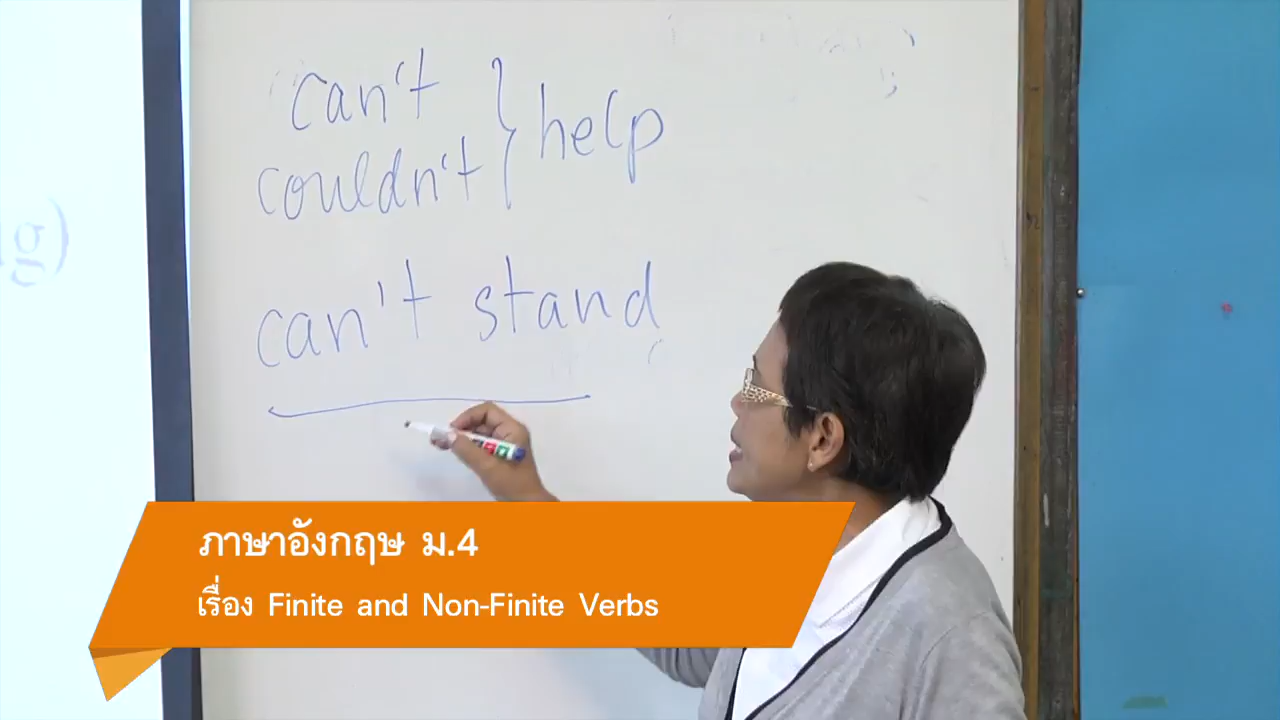 can't
couldn't } help
can't stand
g)
ภาษาอังกฤษ ม.4
เรื่อง Finite and Non-Finite Verbs